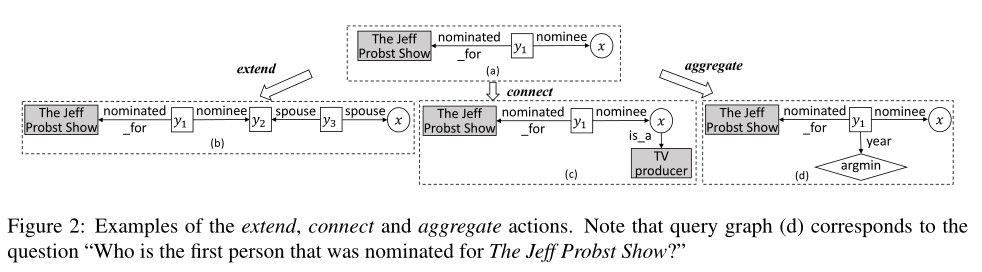 The Jeff
Probst Show
nominated
_for
y1
nominee
x
(a)
extend
connect
aggregate
The Jeff
Probst Show
nominated
_for
y1
nominee
y2
spouse
y3
spouse
x
(b)
The Jeff
Probst Show
nominated
_for
y1
nominee
x
is_a
TV
producer
(c)
The Jeff
Probst Show
nominated
_for
y1
nominee
x
year
argmin
(d)
Figure 2: Examples of the extend, connect and aggregate actions. Note that query graph (d) corresponds to the
question “Who is the first person that was nominated for The Jeff Probst Show?”